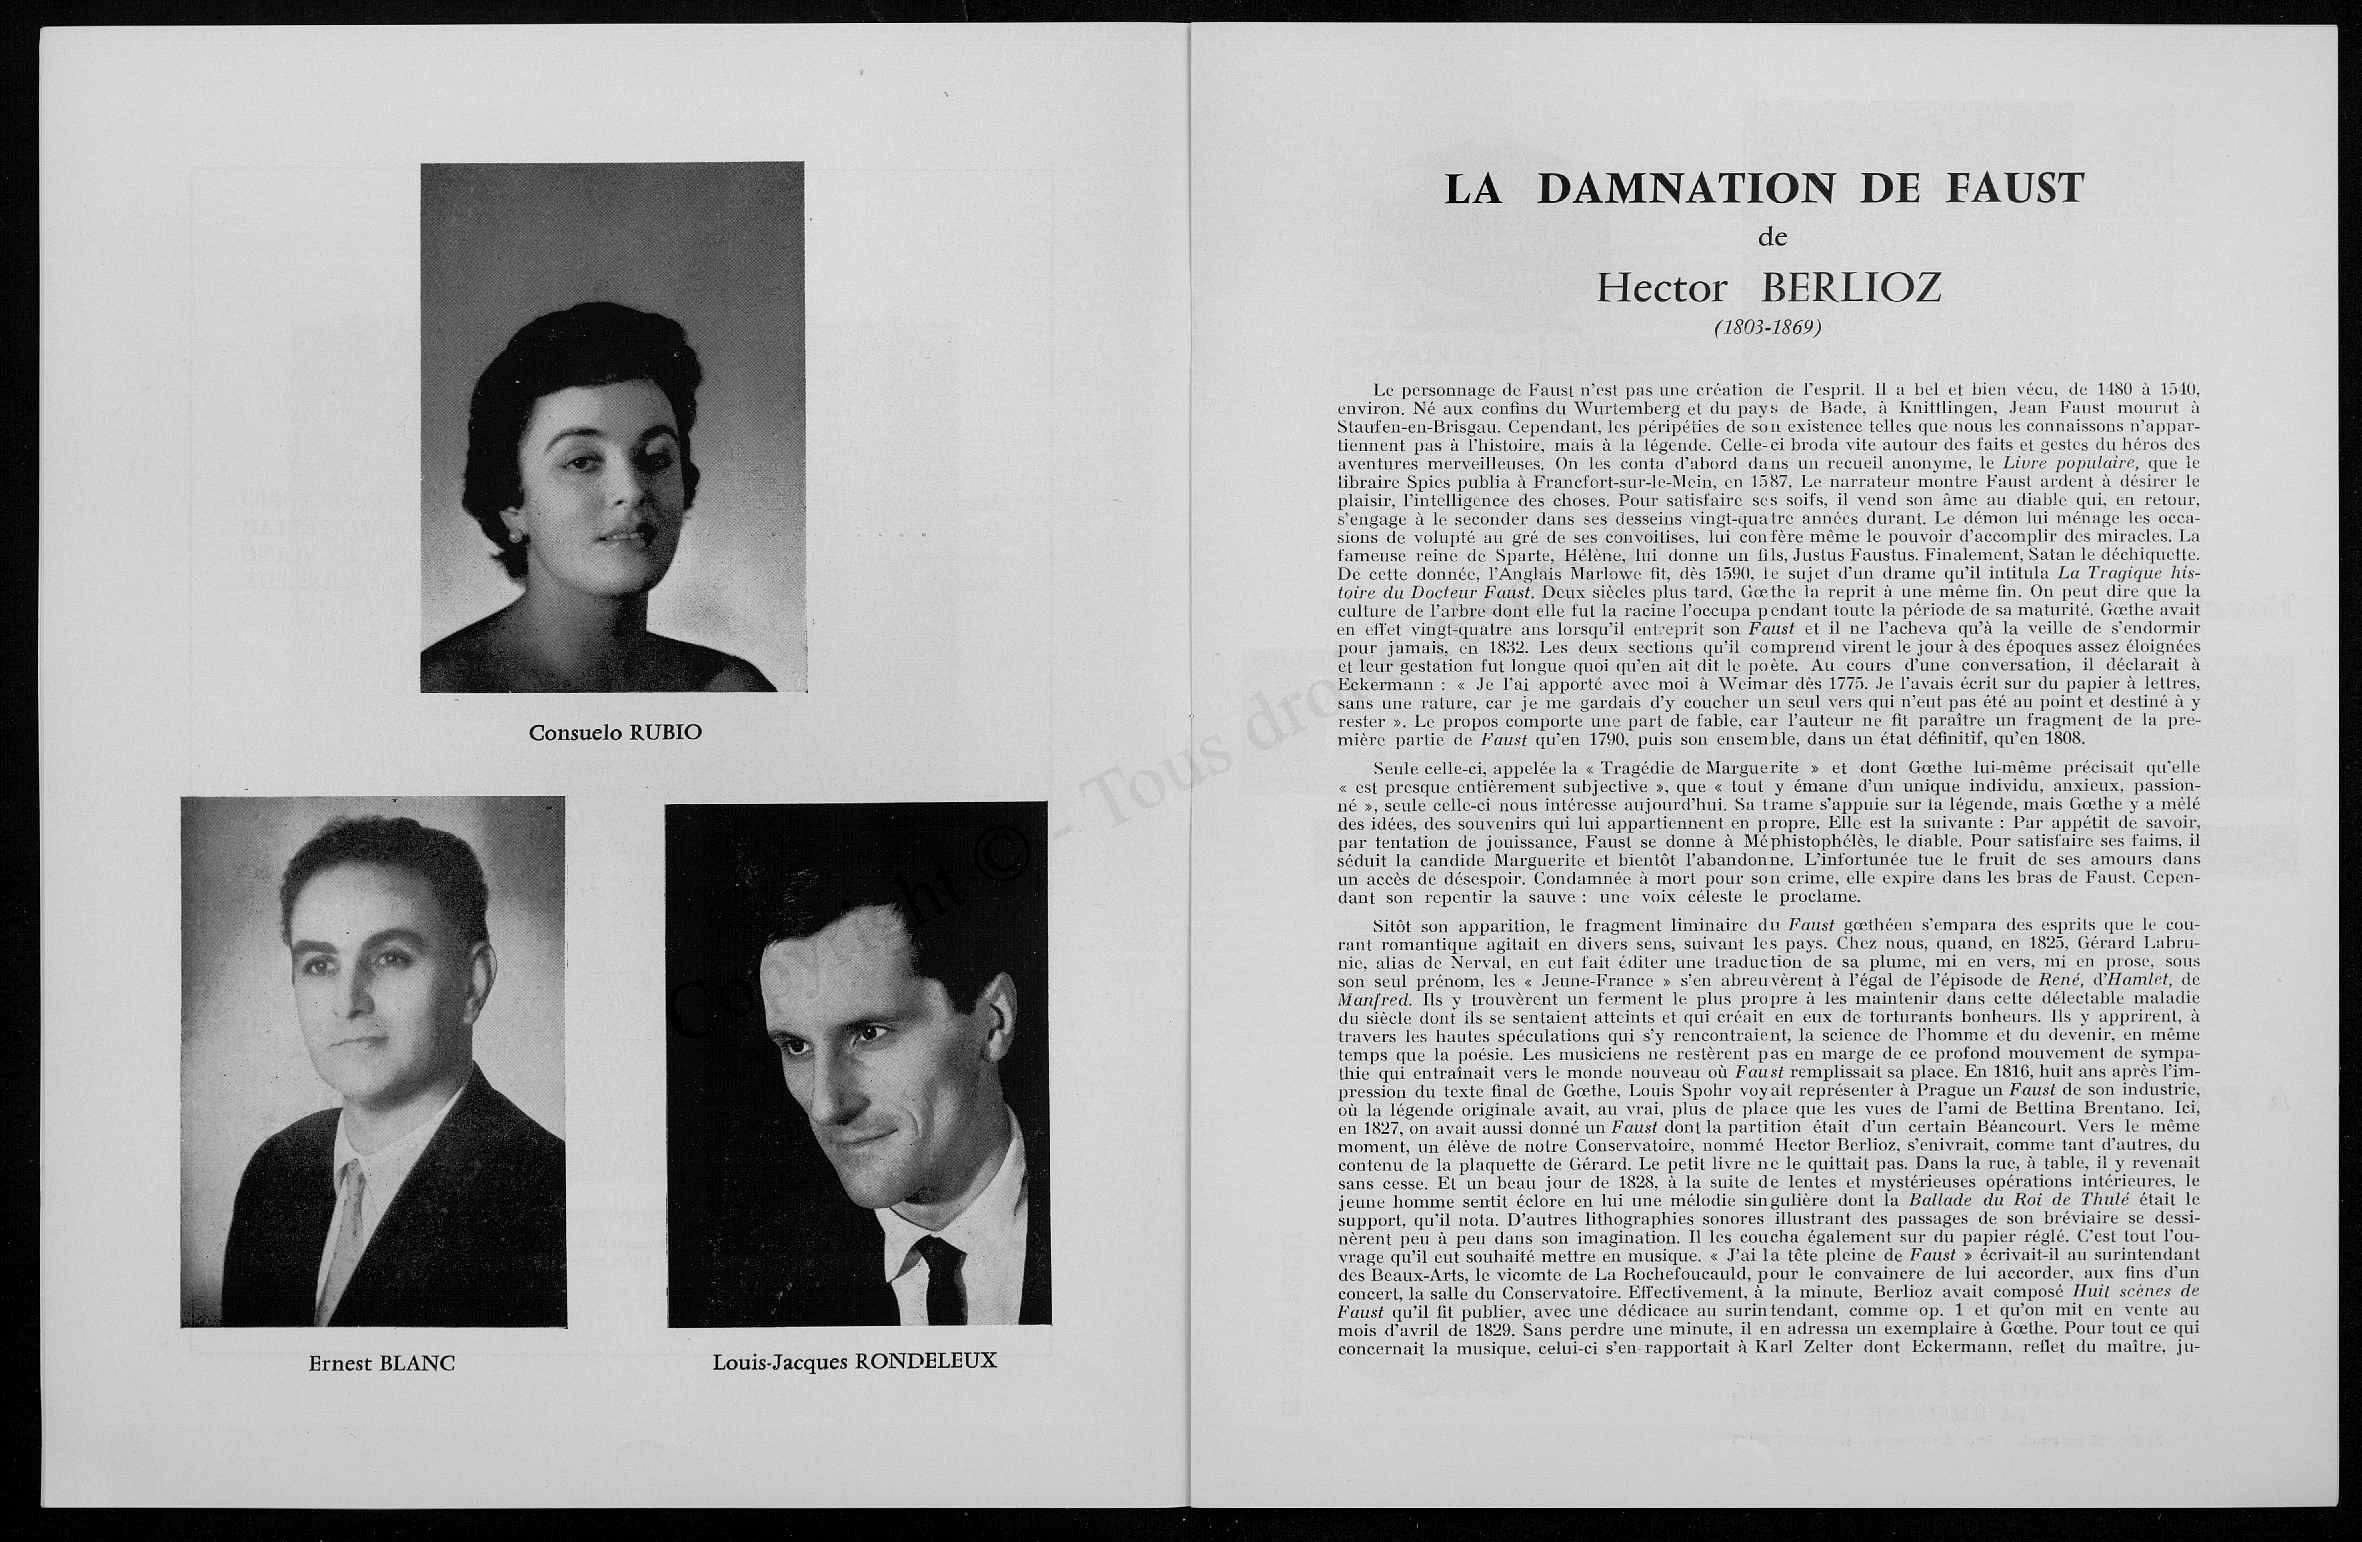 Consuelo RUBIO
Ernest BLANC
Louis-Jacques RONDELEUX
LA DAMNATION DE FAUST
de
Hector BERLIOZ
(1803-1869)
Le personnage de Faust n'est pas une création de l'esprit. Il a bel et bien vécu, de 1480 à 1540,
environ. Né aux confins du Wurtemberg et du pays de Bade, à Knittlingen, Jean Faust mourut à
Staufen-en-Brisgau. Cependant, les péripéties de son existence telles que nous les connaissons n'appar-
tiennent pas à l'histoire, mais à la légende. Celle-ci broda vite autour des faits et gestes du héros des
aventures merveilleuses. On les conta d'abord dans un recueil anonyme, le Livre populaire, que le
libraire Spies publia à Francfort-sur-le-Mein, en 1587, Le narrateur montre Faust ardent à désirer le
plaisir, l'intelligence des choses. Pour satisfaire ses soifs, il vend son âme au diable qui, en retour,
s'engage à le seconder dans ses desseins vingt-quatre années durant. Le démon lui ménage les occa-
sions de volupté au gré de ses convoitises, lui confère même le pouvoir d'accomplir des miracles. La
fameuse reine de Sparte, Hélène, lui donne un fils, Justus Faustus. Finalement, Satan le déchiquette.
De cette donnée, l'Anglais Marlowe fit, dès 1590, le sujet d'un drame qu'il intitula La Tragique his-
toire du Docteur Faust. Deux siècles plus tard, Gœthe la reprit à une même fin. On peut dire que la
culture de l'arbre dont elle fut la racine l'occupa pendant toute la période de sa maturité. Gœthe avait
en effet vingt-quatre ans lorsqu'il entreprit son Faust et il ne l'acheva qu'à la veille de s'endormir
pour jamais, en 1832. Les deux sections qu'il comprend virent le jour à des époques assez éloignées
et leur gestation fut longue quoi qu'en ait dit le poète. Au cours d'une conversation, il déclarait à
Eckermann : « Je l'ai apporté avec moi à Weimar dès 1775. Je l'avais écrit sur du papier à lettres,
sans une rature, car je me gardais d'y coucher un seul vers qui n'eut pas été au point et destiné à y
rester ». Le propos comporte une part de fable, car l'auteur ne fit paraître un fragment de la pre-
mière partie de Faust qu'en 1790, puis son ensemble, dans un état définitif, qu'en 1808.
Seule celle-ci, appelée la « Tragédie de Marguerite » et dont Gœthe lui-même précisait qu'elle
« est presque entièrement subjective », que « tout y émane d'un unique individu, anxieux, passion-
né », seule celle-ci nous intéresse aujourd'hui. Sa trame s'appuie sur la légende, mais Gœthe y a mêlé
des idées, des souvenirs qui lui appartiennent en propre. Elle est la suivante : Par appétit de savoir,
par tentation de jouissance, Faust se donne à Méphistophélès, le diable. Pour satisfaire ses faims, il
séduit la candide Marguerite et bientôt l'abandonne. L'infortunée tue le fruit de ses amours dans
un accès de désespoir. Condamnée à mort pour son crime, elle expire dans les bras de Faust. Cepen-
dant son repentir la sauve : une voix céleste le proclame.
Sitôt son apparition, le fragment liminaire du Faust gœthéen s'empara des esprits que le cou-
rant romantique agitait en divers sens, suivant les pays. Chez nous, quand, en 1825, Gérard Labru-
nie, alias de Nerval, en eut fait éditer une traduction de sa plume, mi en vers, mi en prose, sous
son seul prénom, les « Jeune-France » s'en abreuvèrent à l'égal de l'épisode de René, d'Hamlet, de
Manfred. Ils y trouvèrent un ferment le plus propre à les maintenir dans cette délectable maladie
du siècle dont ils se sentaient atteints et qui créait en eux de torturants bonheurs. Ils y apprirent, à
travers les hautes spéculations qui s'y rencontraient, la science de l'homme et du devenir, en même
temps que la poésie. Les musiciens ne restèrent pas en marge de ce profond mouvement de sympa-
thie qui entraînait vers le monde nouveau où Faust remplissait sa place. En 1816, huit ans après l'im-
pression du texte final de Gœthe, Louis Spohr voyait représenter à Prague un Faust de son industrie,
où la légende originale avait, au vrai, plus de place que les vues de l'ami de Bettina Brentano. Ici,
en 1827, on avait aussi donné un Faust dont la partition était d'un certain Béancourt. Vers le même
moment, un élève de notre Conservatoire, nommé Hector Berlioz, s'enivrait, comme tant d'autres, du
contenu de la plaquette de Gérard. Le petit livre ne le quittait pas. Dans la rue, à table, il y revenait
sans cesse. Et un beau jour de 1828, à la suite de lentes et mystérieuses opérations intérieures, le
jeune homme sentit éclore en lui une mélodie singulière dont la Ballade du Roi de Thulé était le
support, qu'il nota. D'autres lithographies sonores illustrant des passages de son bréviaire se dessi-
nèrent peu à peu dans son imagination. Il les coucha également sur du papier réglé. C'est tout l'ou-
vrage qu'il eut souhaité mettre en musique. « J'ai la tête pleine de Faust » écrivait-il au surintendant
des Beaux-Arts, le vicomte de La Rochefoucauld, pour le convaincre de lui accorder, aux fins d'un
concert, la salle du Conservatoire. Effectivement, à la minute, Berlioz avait composé Huit scènes de
Faust qu'il fit publier, avec une dédicace au surintendant, comme op. 1 et qu'on mit en vente au
mois d'avril de 1829. Sans perdre une minute, il en adressa un exemplaire à Gœthe. Pour tout ce qui
concernait la musique, celui-ci s'en rapportait à Karl Zelter dont Eckermann, reflet du maître, ju-
Copyright © - Tous dro